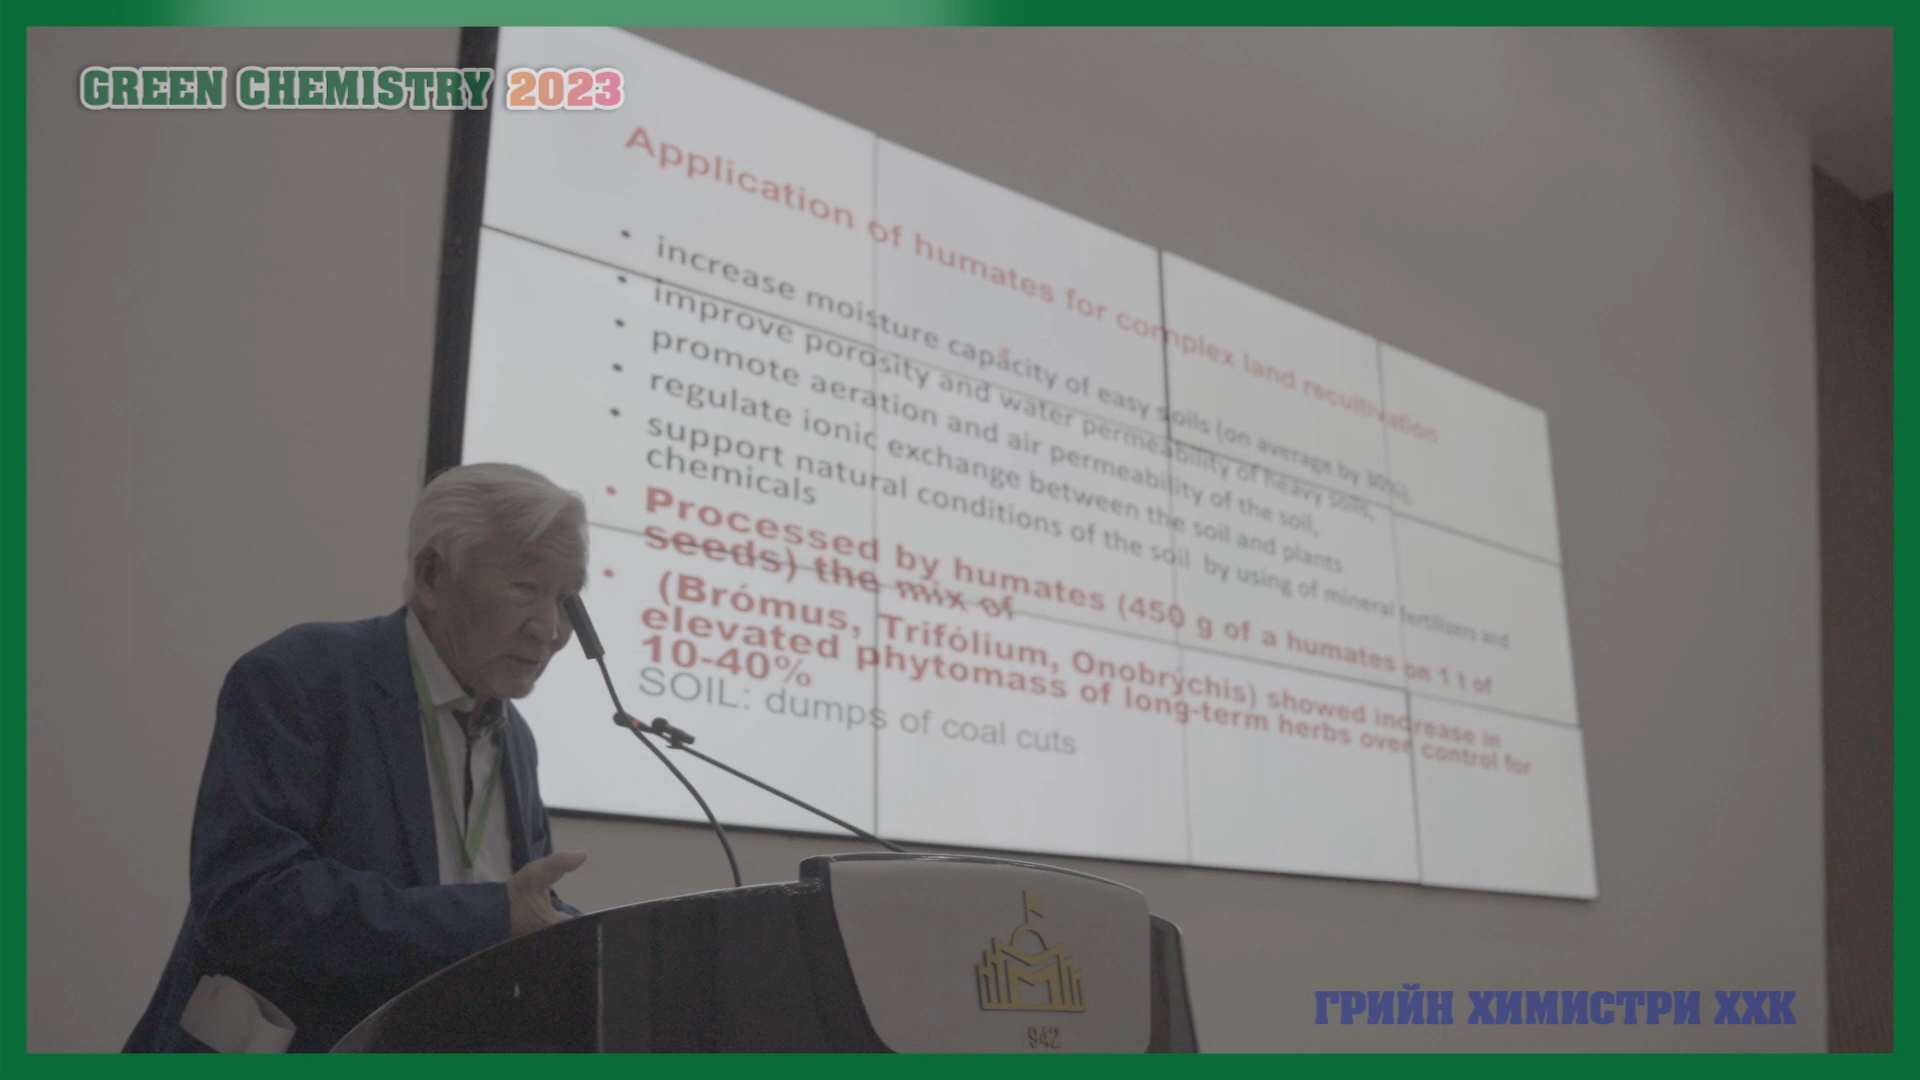 GREEN CHEMISTRY 2023
Application of humates for complex land recultivation
• increase moisture capacity of easy soils (on average by 30%),
• improve porosity and water permeability of heavy soils,
• promote aeration and air permeability of the soil,
• regulate ionic exchange between the soil and plants
• support natural conditions of the soil by using of mineral fertilizers and
chemicals
• Processed by humates (450 g of a humates on 1 t of
seeds) the mix of
• (Brómus, Trifólium, Onobrýchis) showed increase in
elevated phytomass of long-term herbs over control for
10-40%
SOIL: dumps of coal cuts
1942
ГРИЙН ХИМИСТРИ ХХК